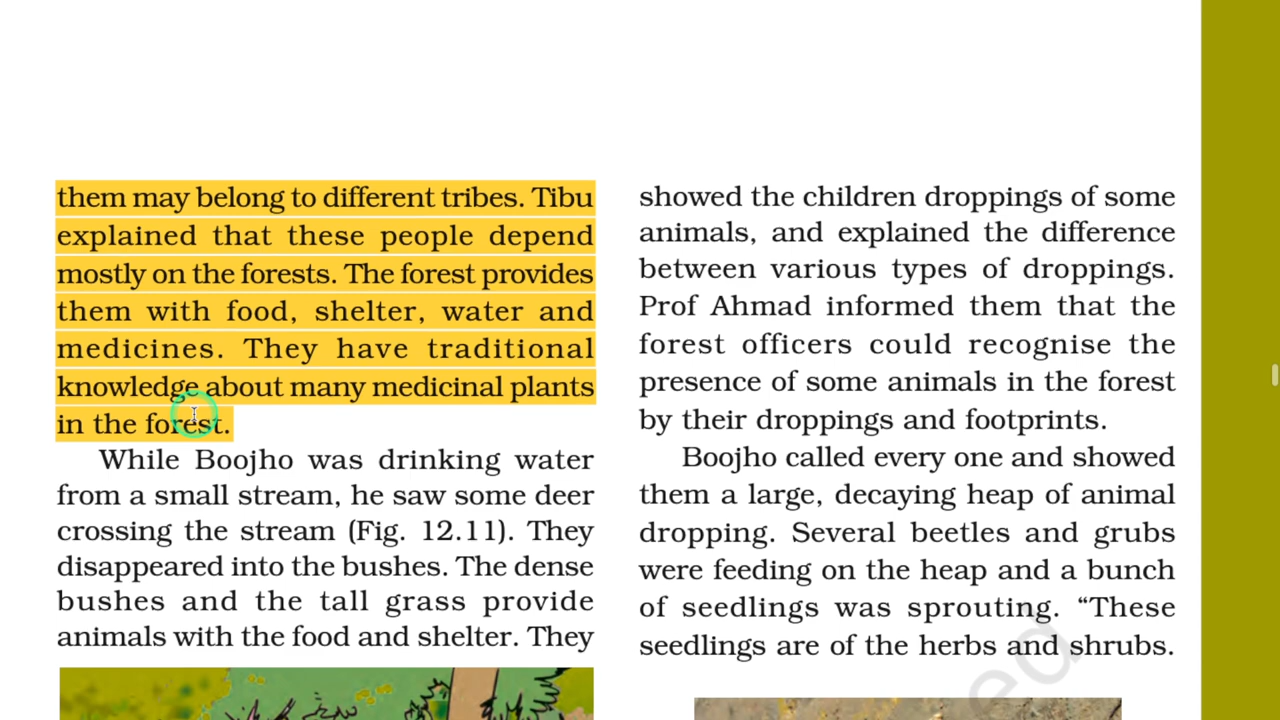 them may belong to different tribes. Tibu
explained that these people depend
mostly on the forests. The forest provides
them with food, shelter, water and
medicines. They have traditional
knowledge about many medicinal plants
in the forest.
While Boojho was drinking water
from a small stream, he saw some deer
crossing the stream (Fig. 12.11). They
disappeared into the bushes. The dense
bushes and the tall grass provide
animals with the food and shelter. They
showed the children droppings of some
animals, and explained the difference
between various types of droppings.
Prof Ahmad informed them that the
forest officers could recognise the
presence of some animals in the forest
by their droppings and footprints.
Boojho called every one and showed
them a large, decaying heap of animal
dropping. Several beetles and grubs
were feeding on the heap and a bunch
of seedlings was sprouting. “These
seedlings are of the herbs and shrubs.
ed